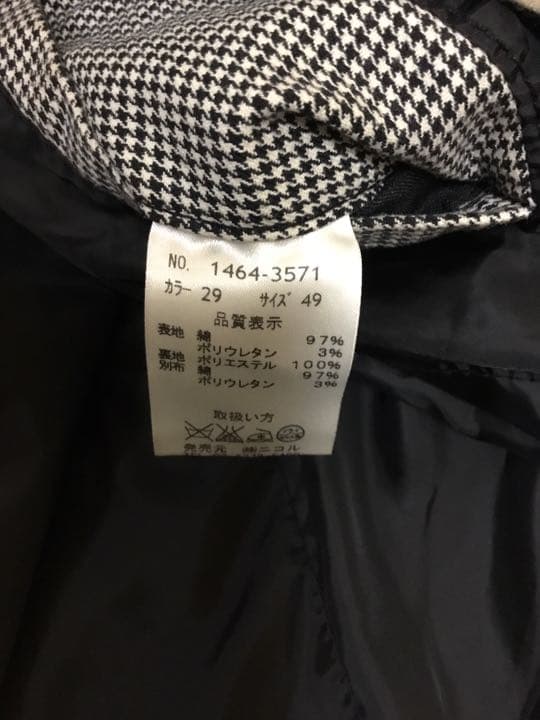 NO. 1464-3571
カラー 29 サイズ 49
品質表示
表地 綿 97%
ポリウレタン 3%
裏地 ポリエステル 100%
別布 綿 97%
ポリウレタン 3%
取扱い方
発売元 ㈱ニコル